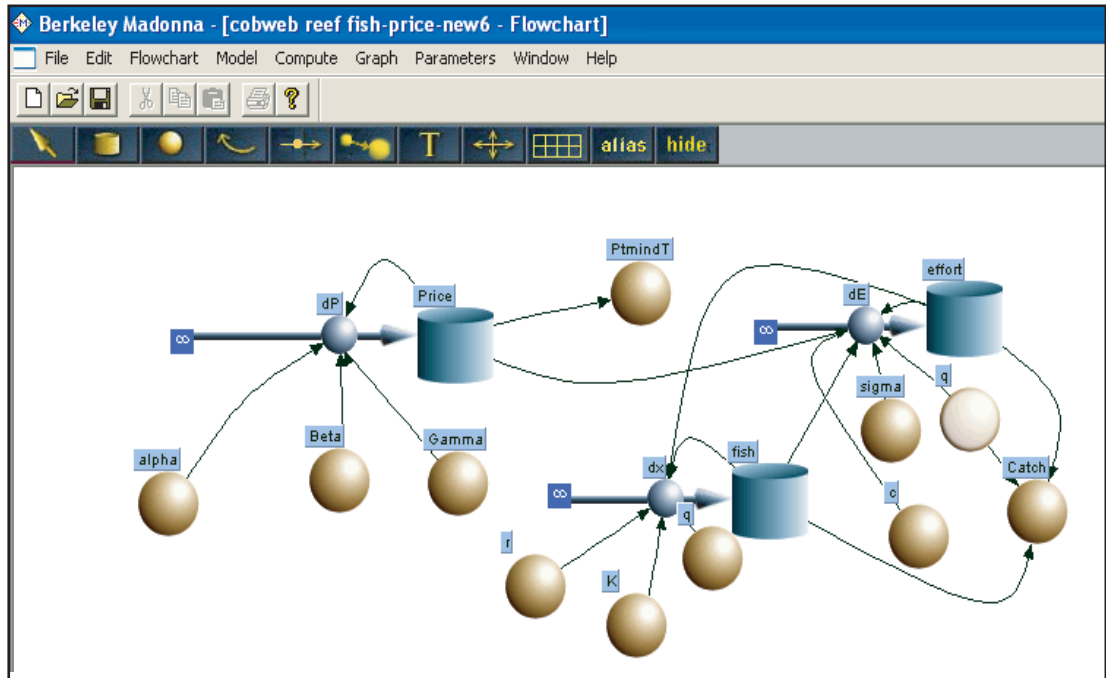 Berkeley Madonna - [cobweb reef fish-price-new6 - Flowchart]
File Edit Flowchart Model Compute Graph Parameters Window Help
T alias hide
PtmindT
effort
dP
Price
dE
∞
∞
sigma
q
alpha
Beta
Gamma
dx
fish
Catch
∞
q
c
r
K